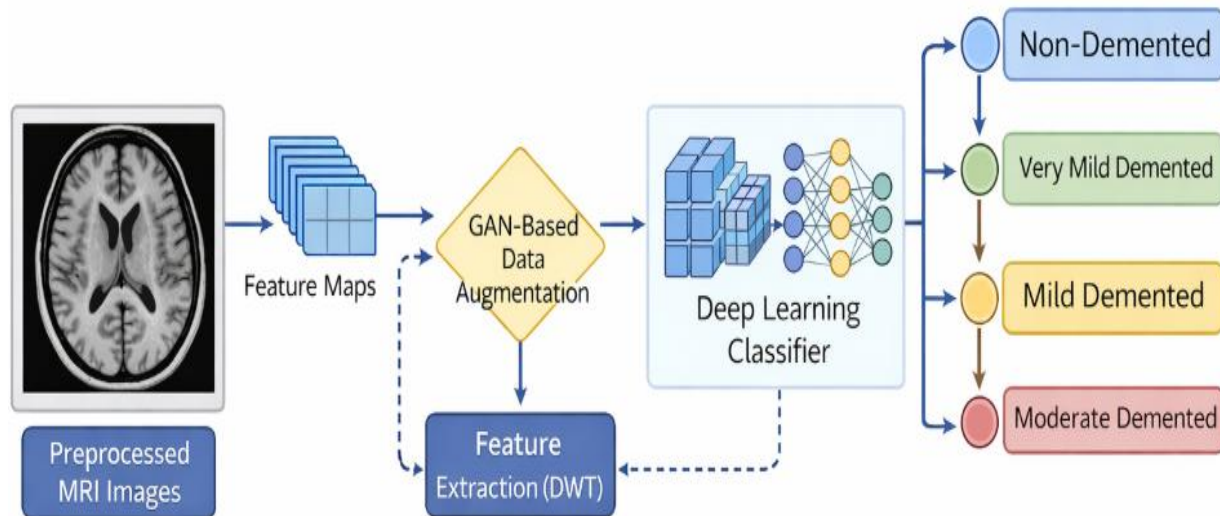 Preprocessed
MRI Images
Feature Maps
GAN-Based
Data
Augmentation
Feature
Extraction (DWT)
Deep Learning
Classifier
Non-Demented
Very Mild Demented
Mild Demented
Moderate Demented